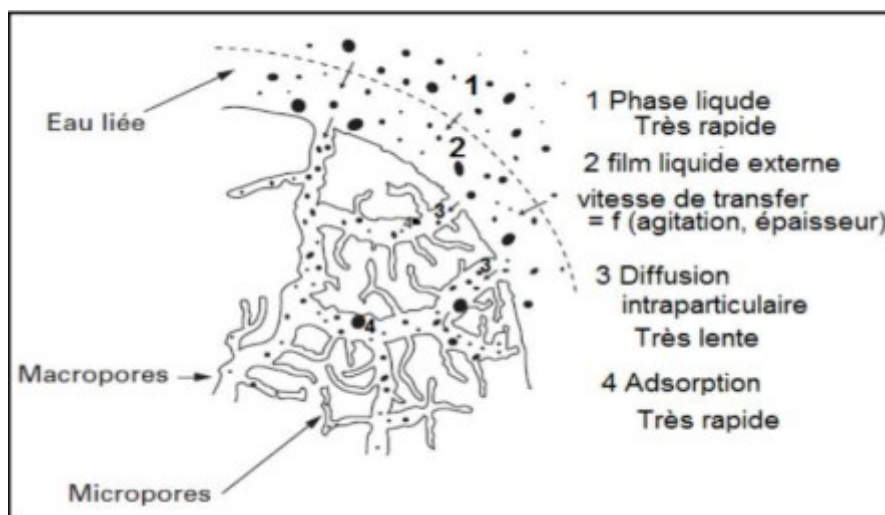 Eau liée
Macropores
Micropores
1
2
3
4
3
4
1 Phase liqude
Très rapide
2 film liquide externe
vitesse de transfer
= f (agitation, épaisseur)
3 Diffusion
intraparticulaire
Très lente
4 Adsorption
Très rapide